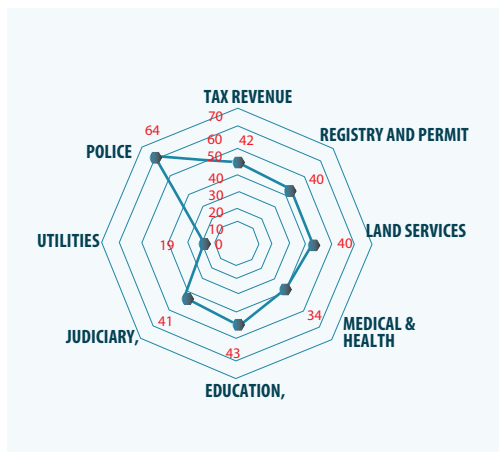 TAX REVENUE
70
64
60
42
REGISTRY AND PERMIT
POLICE
50
40
40
30
20
10
LAND SERVICES
UTILITIES
19
0
40
34
41
MEDICAL &
HEALTH
JUDICIARY,
43
EDUCATION,